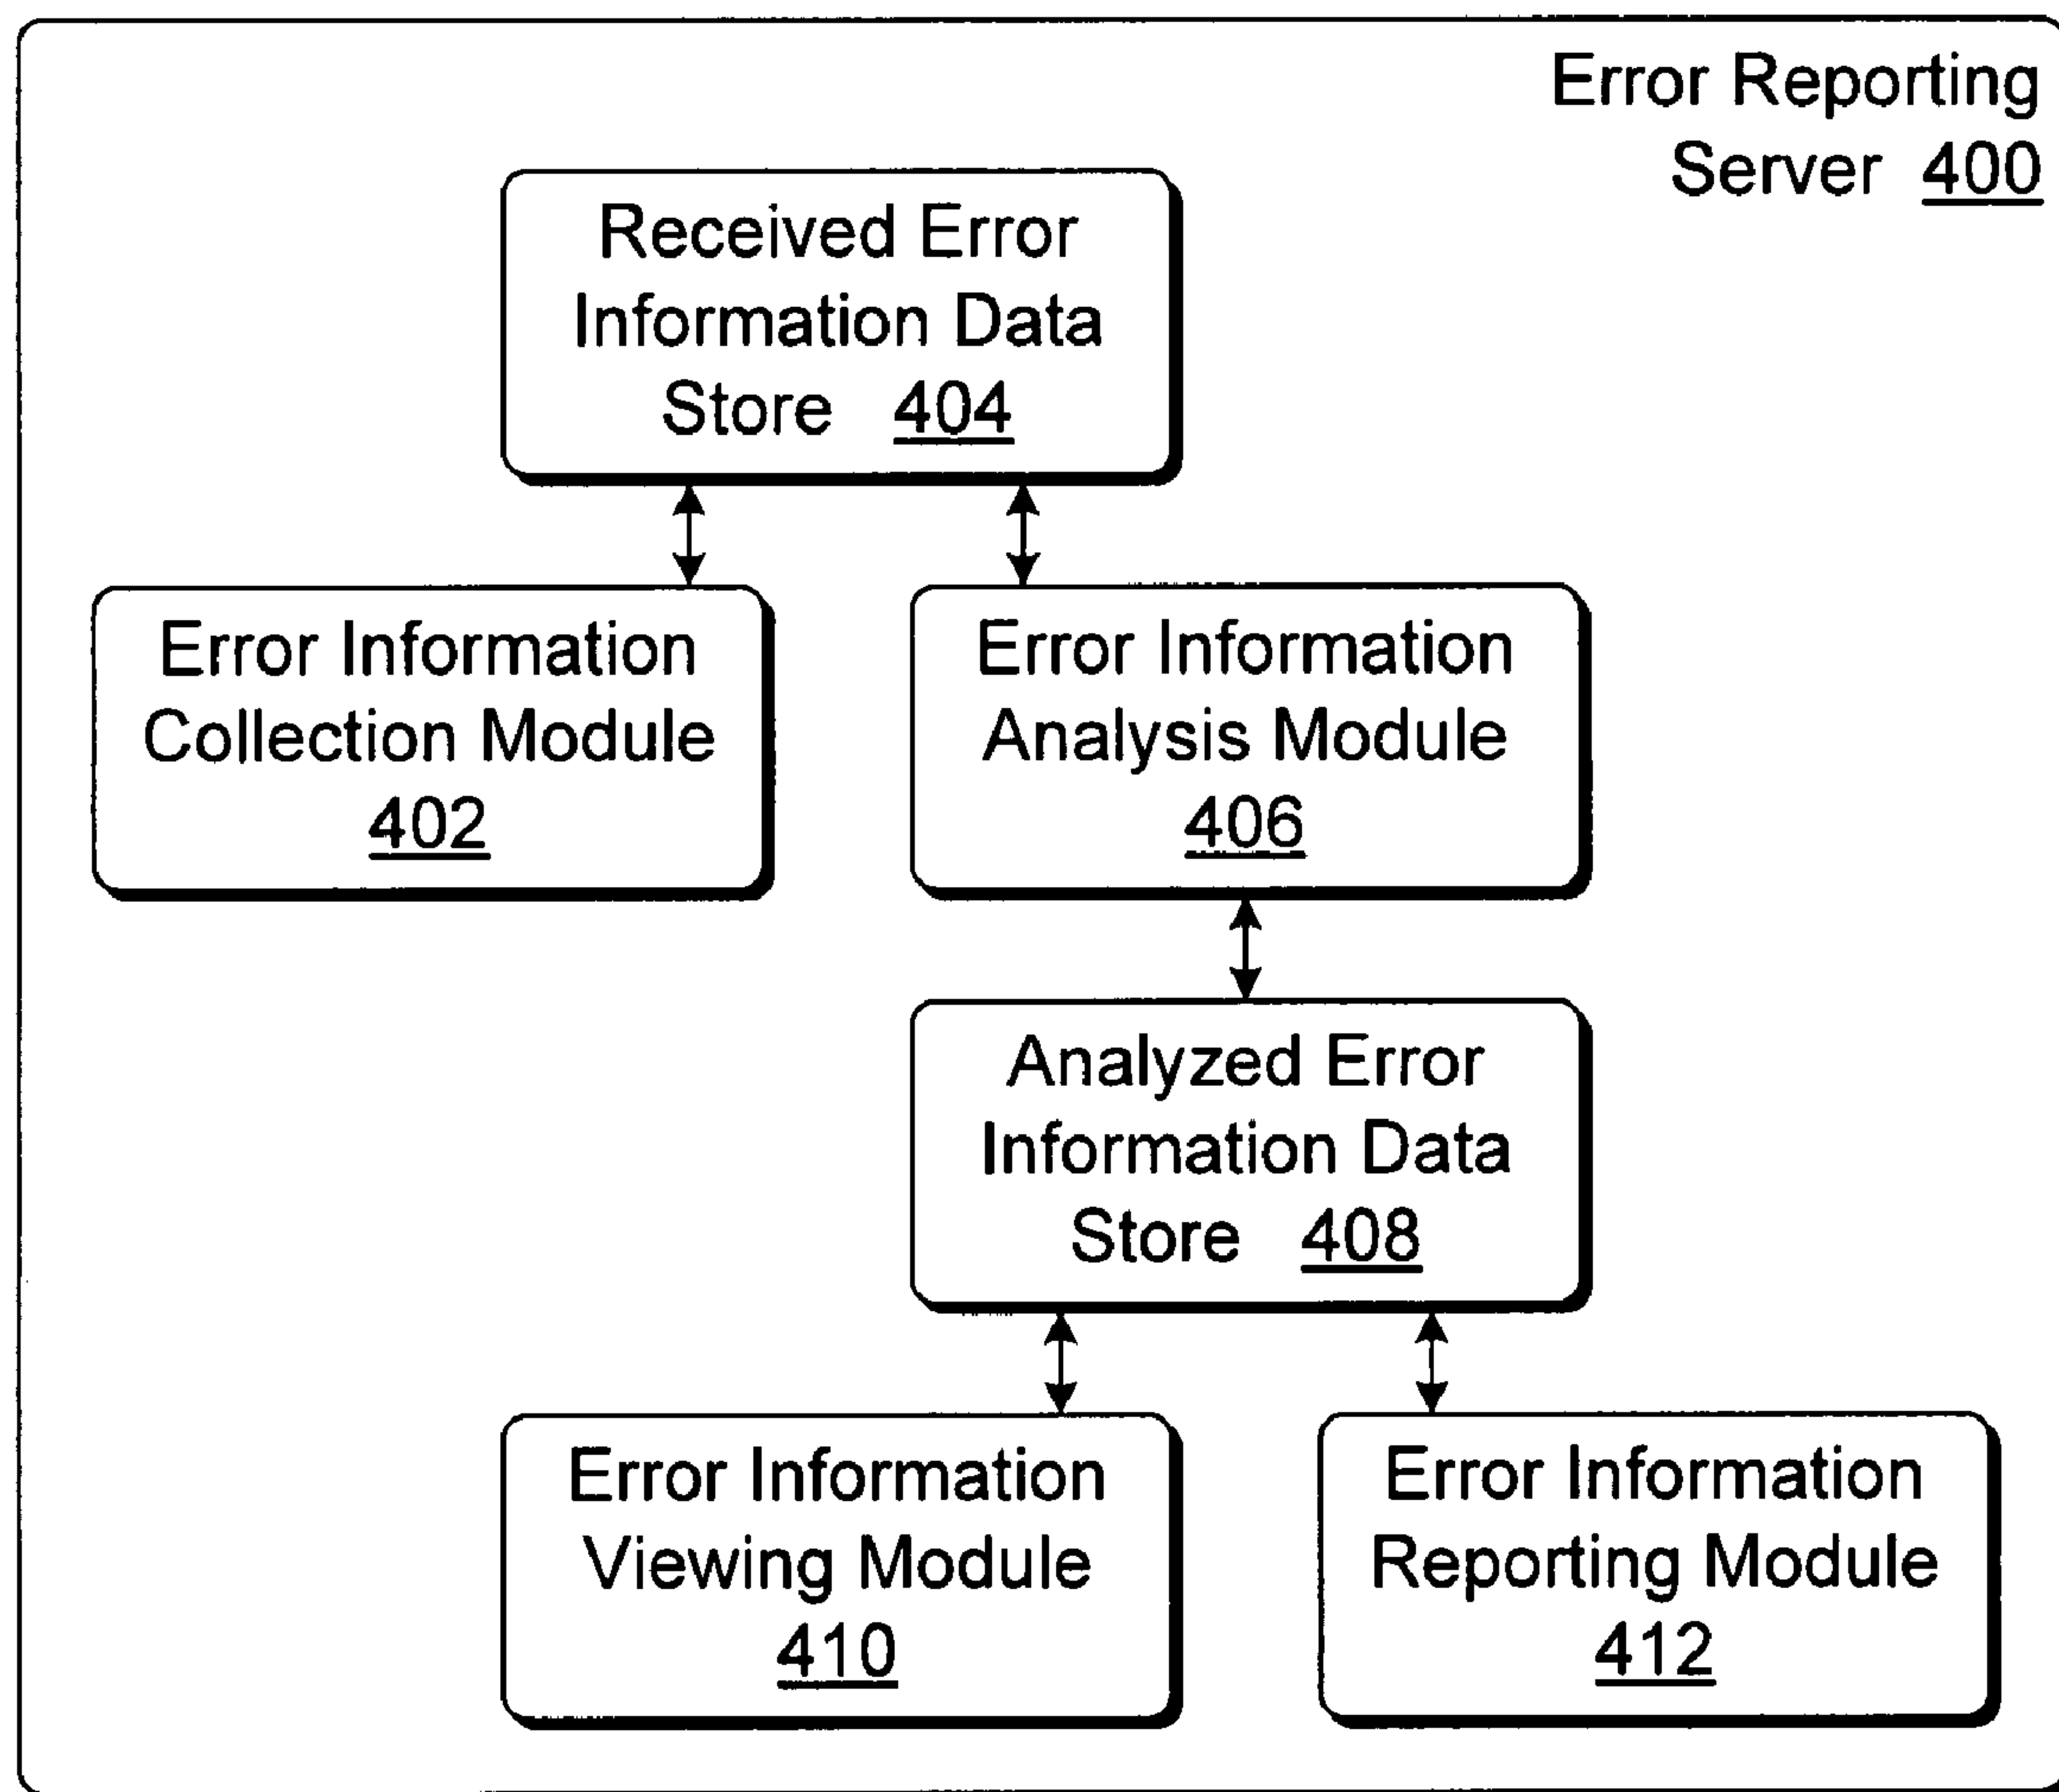 Error Reporting
Server 400
Received Error
Information Data
Store 404
Error Information
Collection Module
402
Error Information
Analysis Module
406
Analyzed Error
Information Data
Store 408
Error Information
Viewing Module
410
Error Information
Reporting Module
412